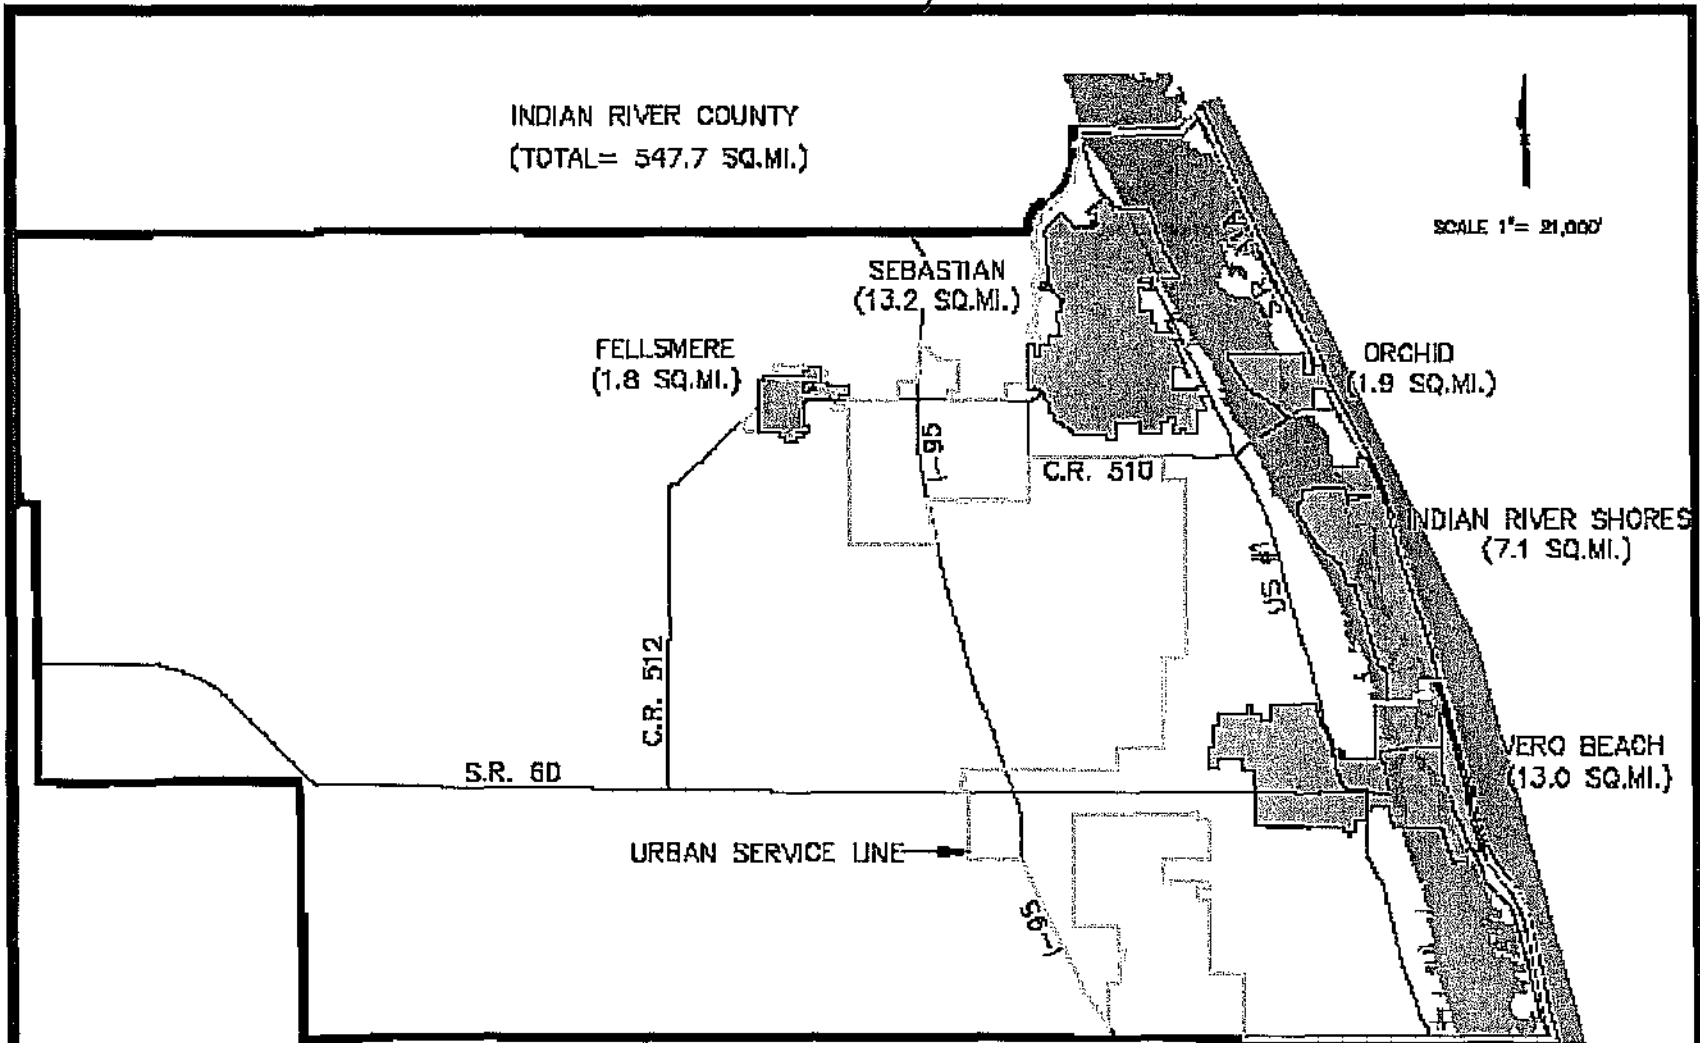 INDIAN RIVER COUNTY
(TOTAL= 547.7 SQ.MI.)
SCALE 1"= 21,000'
SEBASTIAN
(13.2 SQ.MI.)
FELLSMERE
(1.8 SQ.MI.)
ORCHID
(1.9 SQ.MI.)
I-95
C.R. 510
INDIAN RIVER SHORES
(7.1 SQ.MI.)
US #1
C.R. 512
S.R. 60
VERO BEACH
(13.0 SQ.MI.)
URBAN SERVICE LINE
I-95